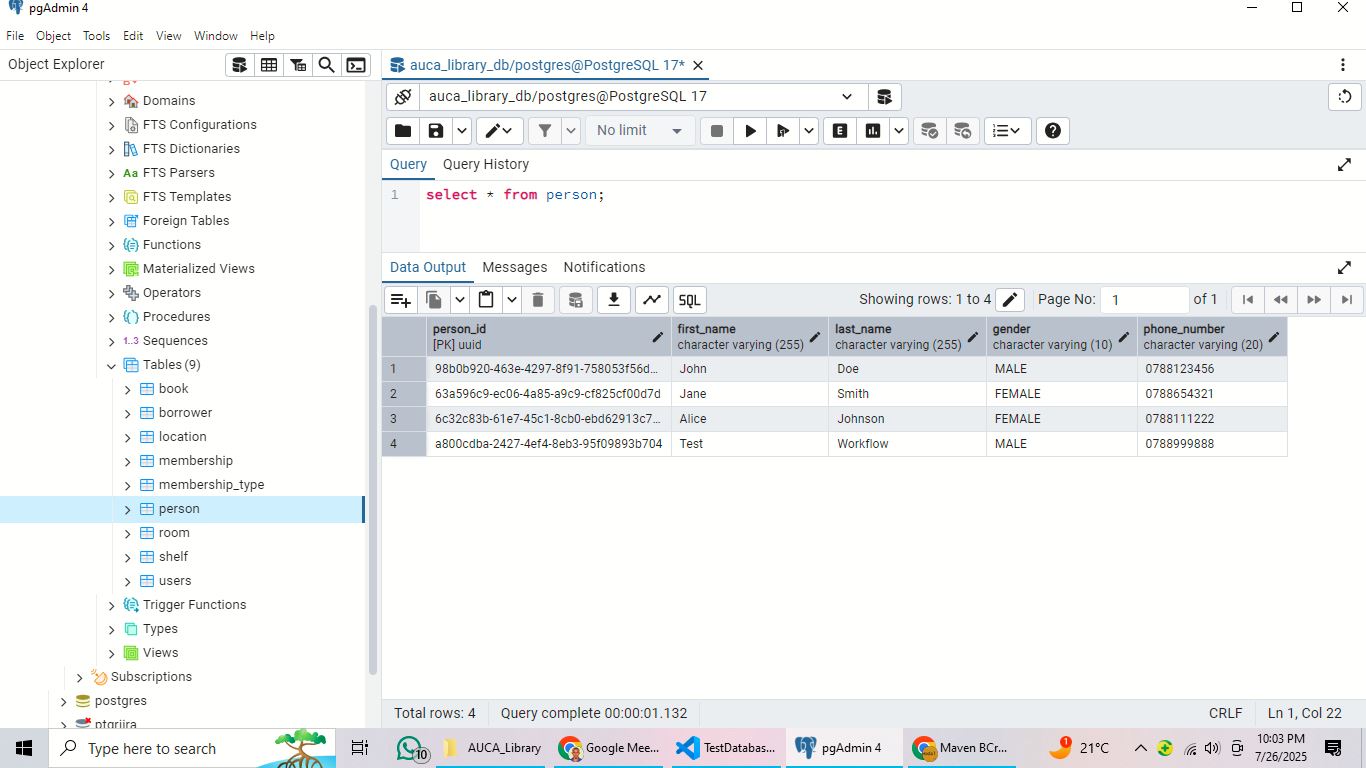 pgAdmin 4
File Object Tools Edit View Window Help
Object Explorer
Domains
FTS Configurations
FTS Dictionaries
Aa FTS Parsers
FTS Templates
Foreign Tables
Functions
Materialized Views
Operators
Procedures
1..3 Sequences
Tables (9)
book
borrower
location
membership
membership_type
person
room
shelf
users
Trigger Functions
Types
Views
Subscriptions
postgres
auca_library_db/postgres@PostgreSQL 17*
auca_library_db/postgres@PostgreSQL 17
No limit
E
Query Query History
1 select * from person;
Data Output Messages Notifications
SQL
Showing rows: 1 to 4 Page No: 1 of 1
person_id first_name last_name gender phone_number
[PK] uuid character varying (255) character varying (255) character varying (10) character varying (20)
1 98b0b920-463e-4297-8f91-758053f56d... John Doe MALE 0788123456
2 63a596c9-ec06-4a85-a9c9-cf825cf00d7d Jane Smith FEMALE 0788654321
3 6c32c83b-61e7-45c1-8cb0-ebd62913c7... Alice Johnson FEMALE 0788111222
4 a800cdba-2427-4ef4-8eb3-95f09893b704 Test Workflow MALE 0788999888
Total rows: 4 Query complete 00:00:01.132 CRLF Ln 1, Col 22
Type here to search 10 AUCA_Library Google Mee... TestDatabas... pgAdmin 4 Maven BCr... 1 21°C 10:03 PM
7/26/2025